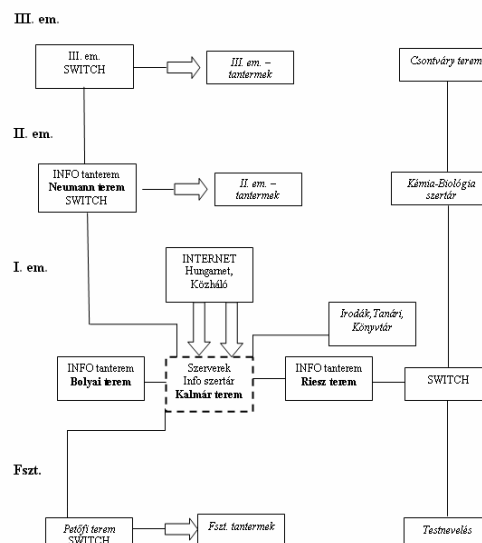 III. em.
III. em.
SWITCH
III. em. –
tantermek
Csontváry terem
II. em.
INFO tanterem
Neumann terem
SWITCH
II. em. –
tantermek
Kémia-Biológia
szertár
I. em.
INTERNET
Hungarnet,
Közháló
Irodák, Tanári,
Könyvtár
INFO tanterem
Bolyai terem
Szerverek
Info szertár
Kalmár terem
INFO tanterem
Riesz terem
SWITCH
Fszt.
Petőfi terem
SWITCH
Fszt. tantermek
Testnevelés